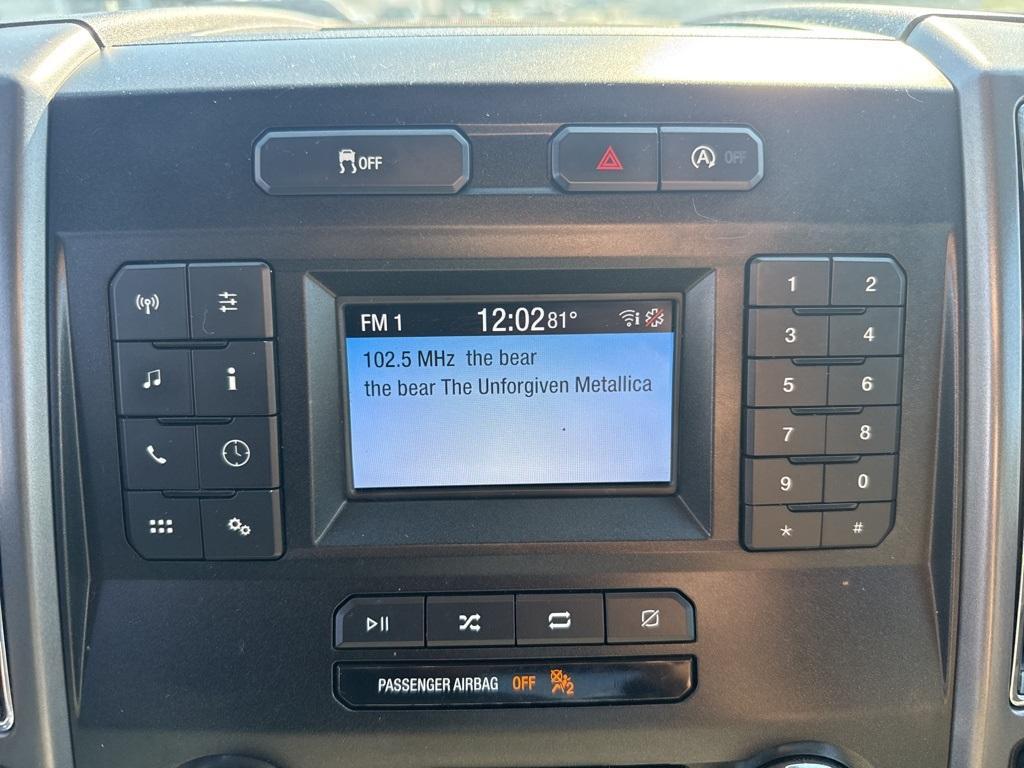 OFF
A OFF
FM 1 12:02 81° i
102.5 MHz the bear
the bear The Unforgiven Metallica
i
1 2
3 4
5 6
7 8
9 0
* #
PASSENGER AIRBAG OFF 2